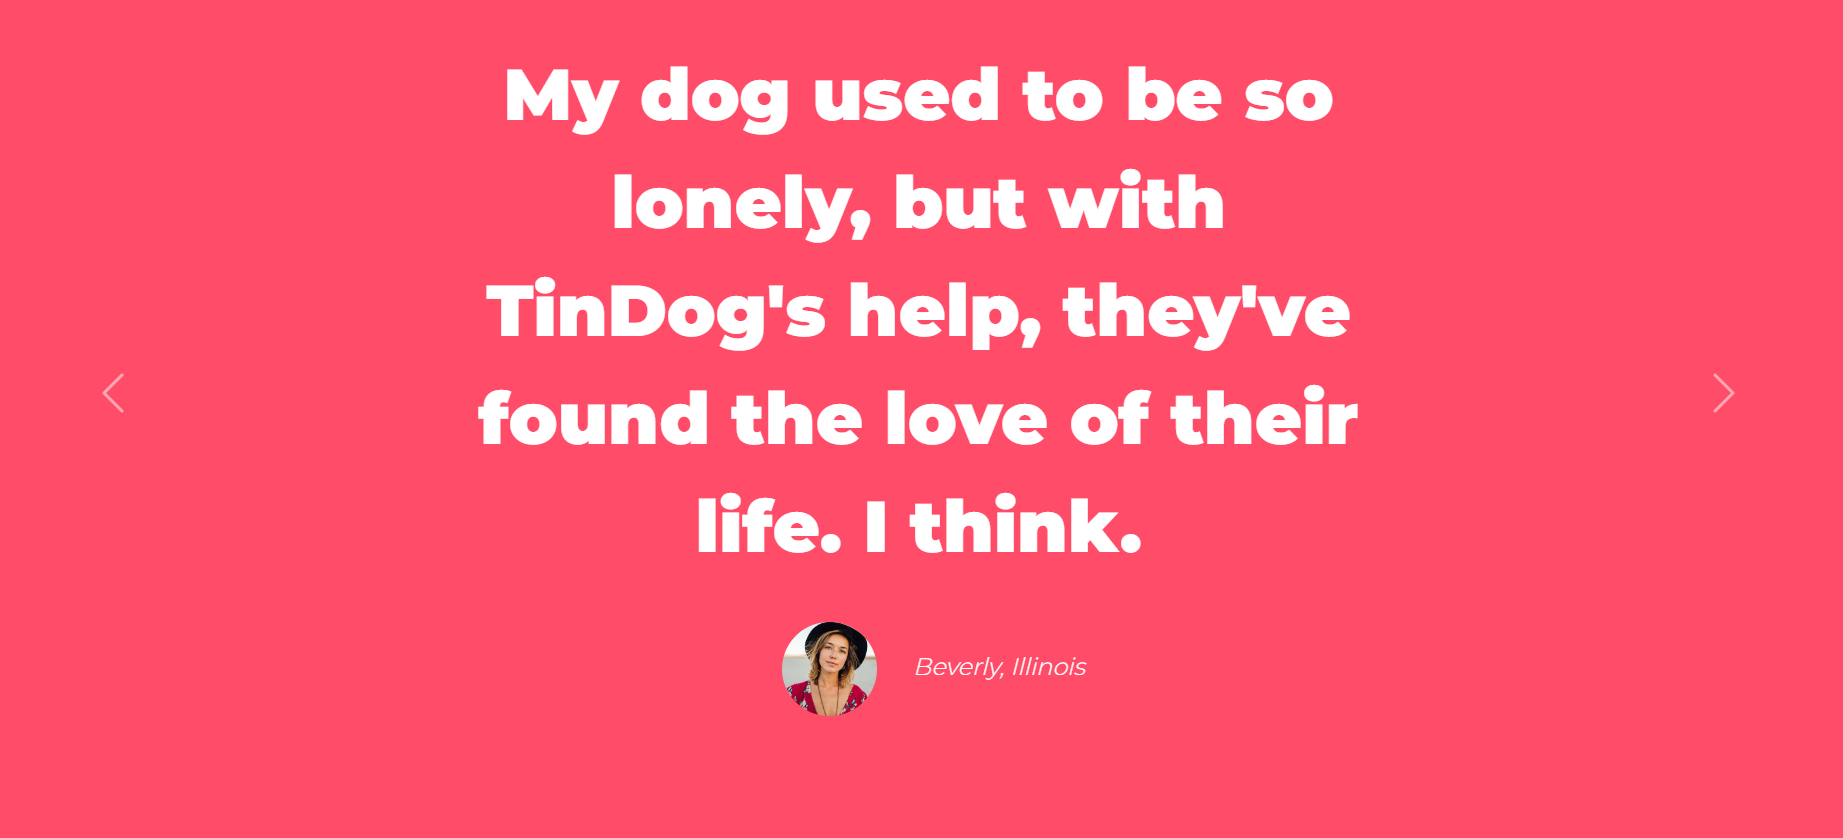 My dog used to be so
lonely, but with
TinDog's help, they've
found the love of their
life. I think.
Beverly, Illinois